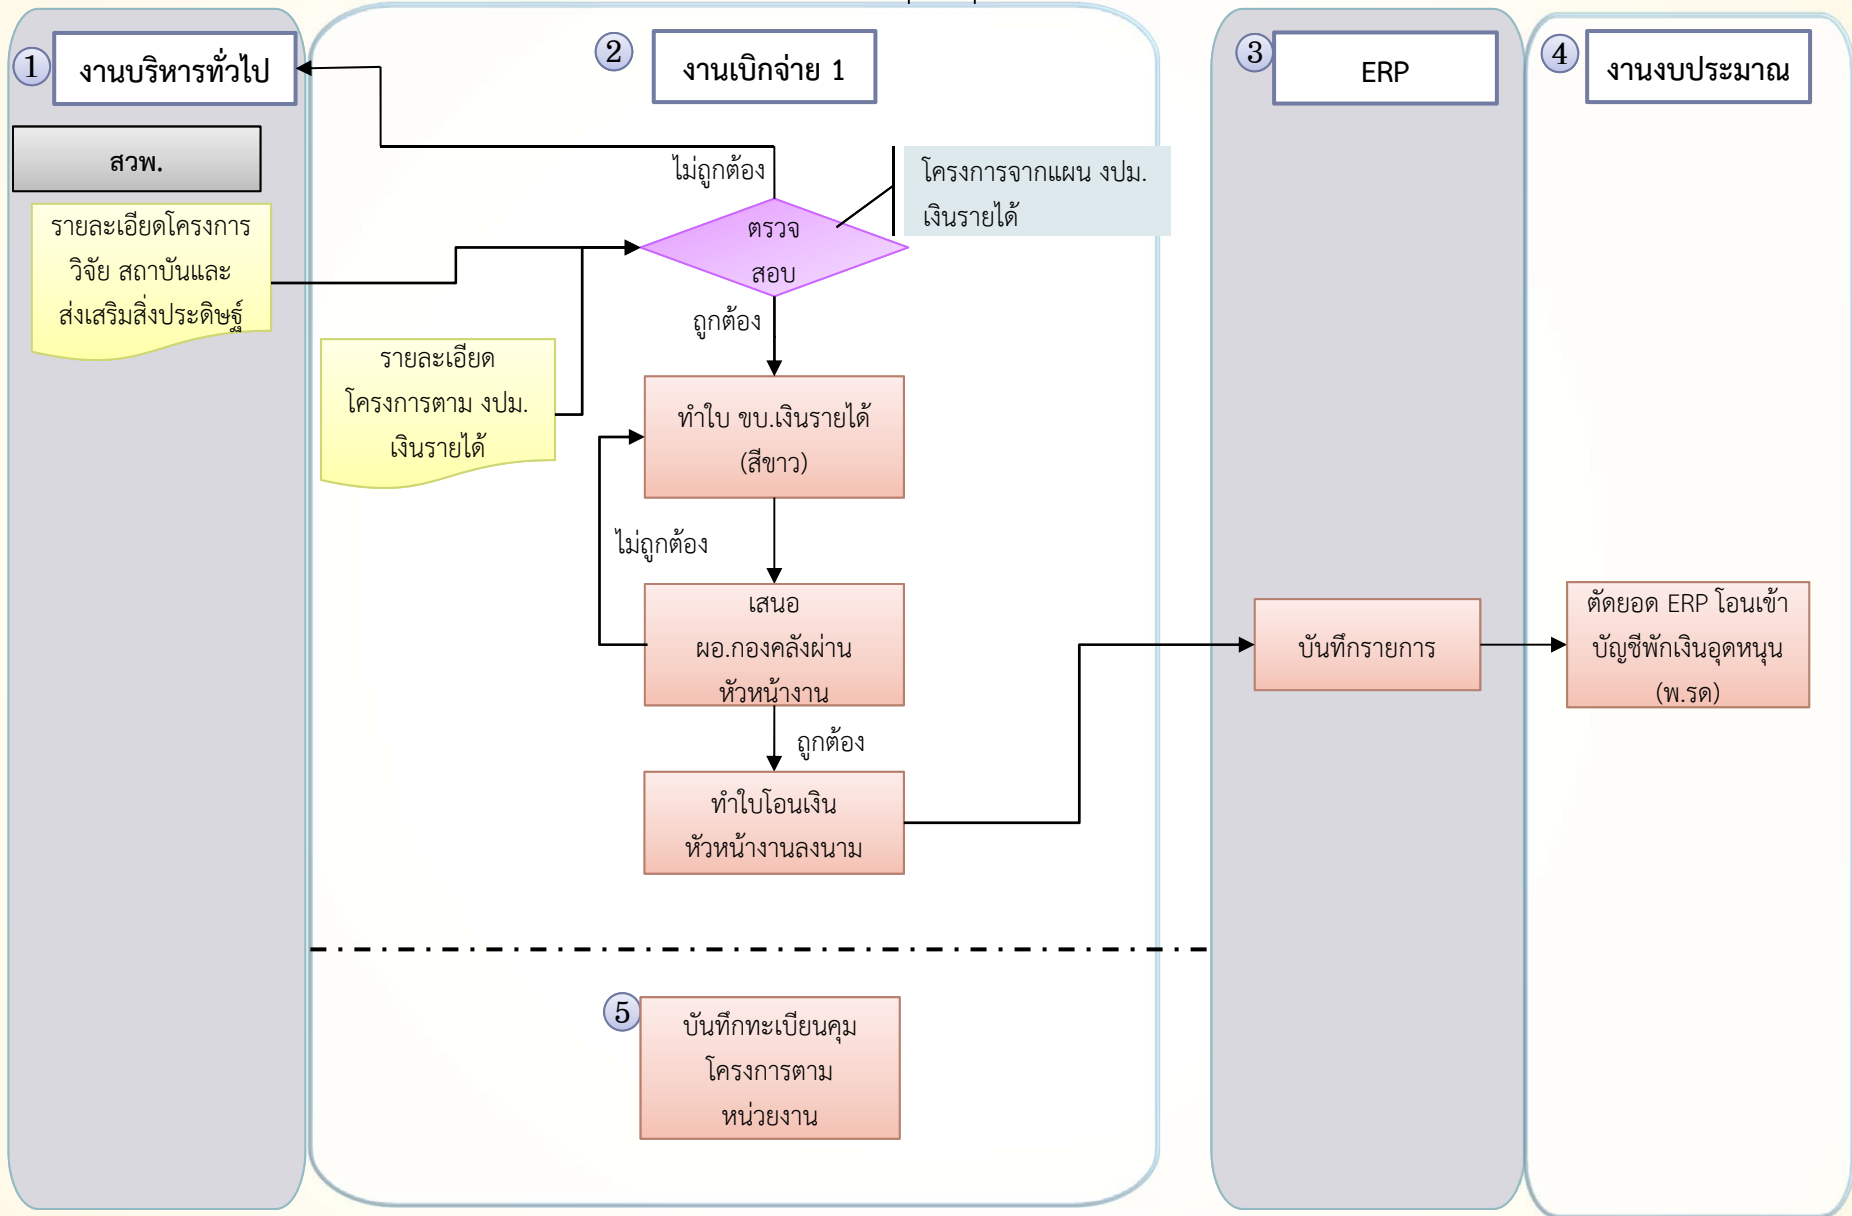 1
งานบริหารทั่วไป
2
งานเบิกจ่าย 1
3
ERP
4
งานงบประมาณ
สวพ.
รายละเอียดโครงการ
วิจัย สถาบันและ
ส่งเสริมสิ่งประดิษฐ์
ไม่ถูกต้อง
โครงการจากแผน งปม.
เงินรายได้
ตรวจ
สอบ
ถูกต้อง
รายละเอียด
โครงการตาม งปม.
เงินรายได้
ทำใบ ขบ.เงินรายได้
(สีขาว)
ไม่ถูกต้อง
เสนอ
ผอ.กองคลังผ่าน
หัวหน้างาน
ถูกต้อง
ทำใบโอนเงิน
หัวหน้างานลงนาม
บันทึกรายการ
ตัดยอด ERP โอนเข้า
บัญชีพักเงินอุดหนุน
(พ.รด)
5
บันทึกทะเบียนคุม
โครงการตาม
หน่วยงาน